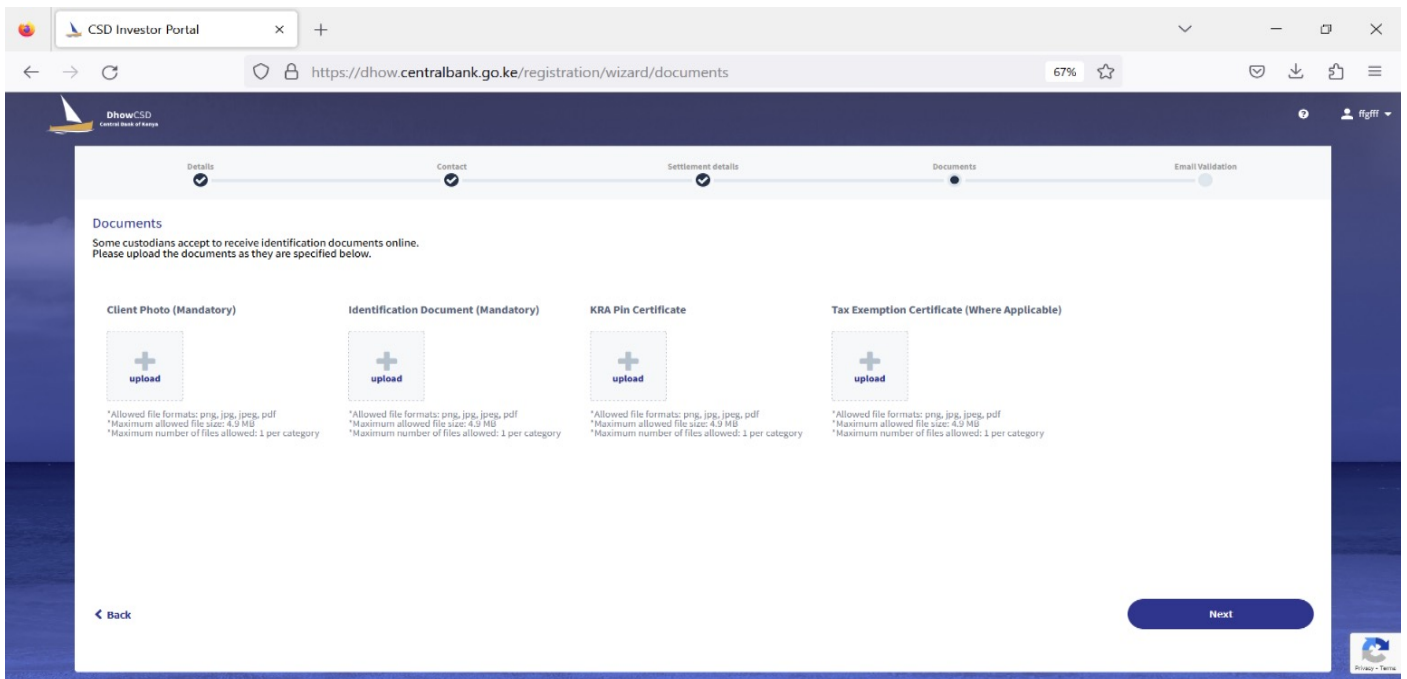 CSD Investor Portal
https://dhow.centralbank.go.ke/registration/wizard/documents
67%
DhowCSD
Central Bank of Kenya
ffgfff
Details
Contact
Settlement details
Documents
Email Validation
Documents
Some custodians accept to receive identification documents online.
Please upload the documents as they are specified below.
Client Photo (Mandatory)
upload
*Allowed file formats: png, jpg, jpeg, pdf
*Maximum allowed file size: 4.9 MB
*Maximum number of files allowed: 1 per category
Identification Document (Mandatory)
upload
*Allowed file formats: png, jpg, jpeg, pdf
*Maximum allowed file size: 4.9 MB
*Maximum number of files allowed: 1 per category
KRA Pin Certificate
upload
*Allowed file formats: png, jpg, jpeg, pdf
*Maximum allowed file size: 4.9 MB
*Maximum number of files allowed: 1 per category
Tax Exemption Certificate (Where Applicable)
upload
*Allowed file formats: png, jpg, jpeg, pdf
*Maximum allowed file size: 4.9 MB
*Maximum number of files allowed: 1 per category
Back
Next
Privacy - Terms